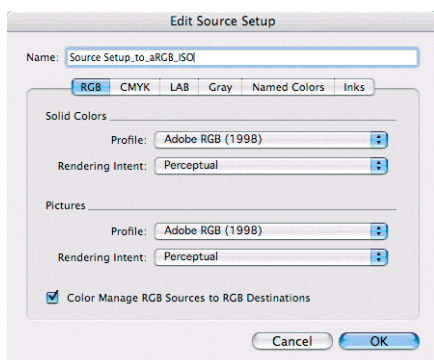 Edit Source Setup
Name: Source Setup_to_aRGB_ISO
RGB CMYK LAB Gray Named Colors Inks
Solid Colors
Profile: Adobe RGB (1998)
Rendering Intent: Perceptual
Pictures
Profile: Adobe RGB (1998)
Rendering Intent: Perceptual
Color Manage RGB Sources to RGB Destinations
Cancel OK